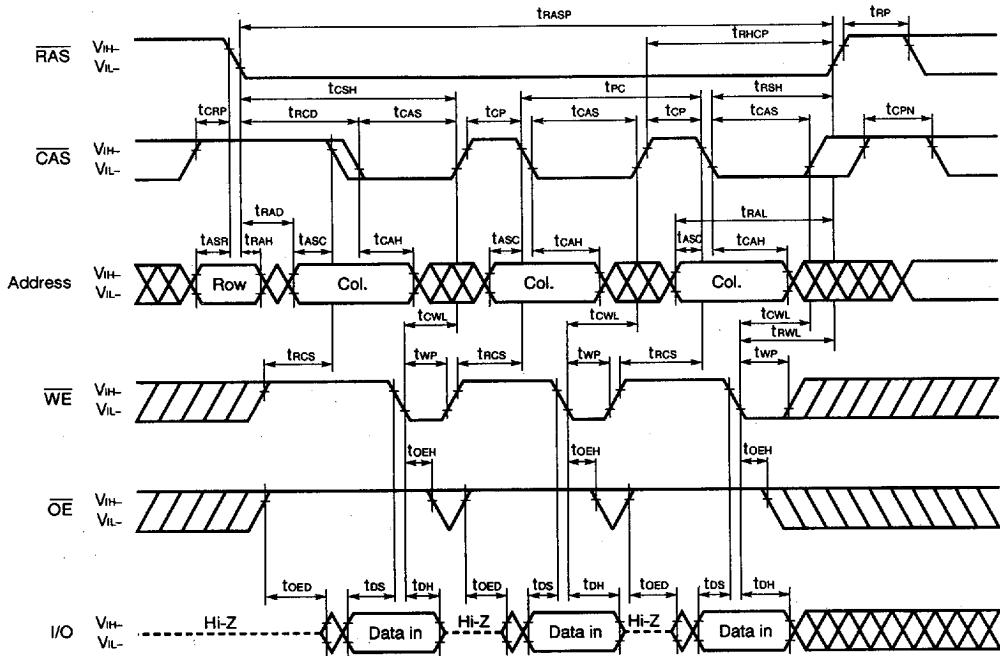 tRASP tRP
RAS VIH– VIL–
tRHCP
tCSH tPC tRSH
tCRP tRCD tCAS tCP tCAS tCP tCAS tCPN
CAS VIH– VIL–
tRAD tRAL
tASR tRAH tASC tCAH tASC tCAH tASC tCAH
Address VIH– VIL– Row Col. Col. Col.
tCWL tCWL tCWL
tRWL
tRCS tWP tRCS tWP tRCS tWP
WE VIH– VIL–
tOEH tOEH tOEH
OE VIH– VIL–
tOED tDS tDH tOED tDS tDH tOED tDS tDH
I/O VIH– VIL– Hi-Z Data in Hi-Z Data in Hi-Z Data in